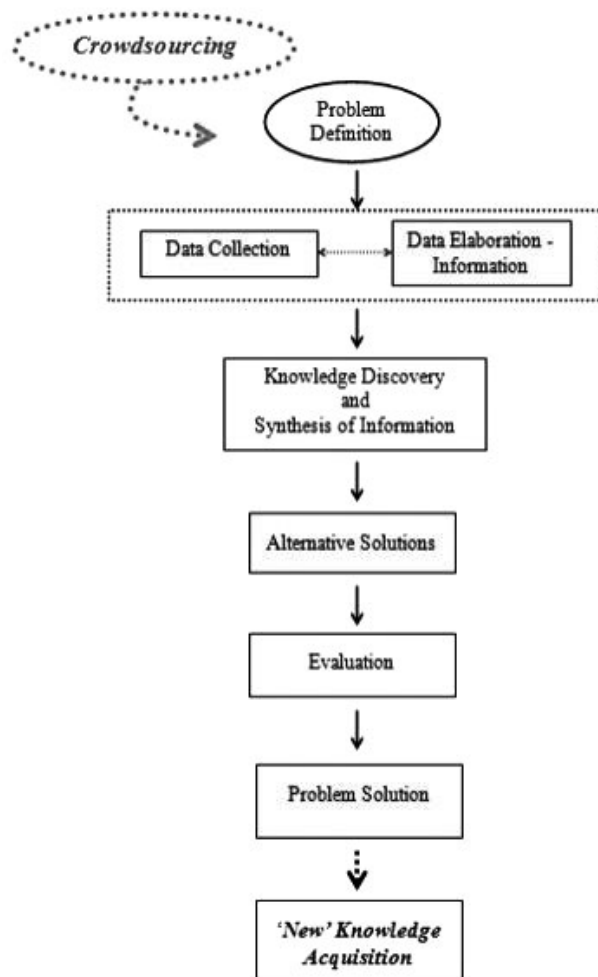 Crowdsourcing
Problem
Definition
Data Collection
Data Elaboration -
Information
Knowledge Discovery
and
Synthesis of Information
Alternative Solutions
Evaluation
Problem Solution
‘New’ Knowledge
Acquisition